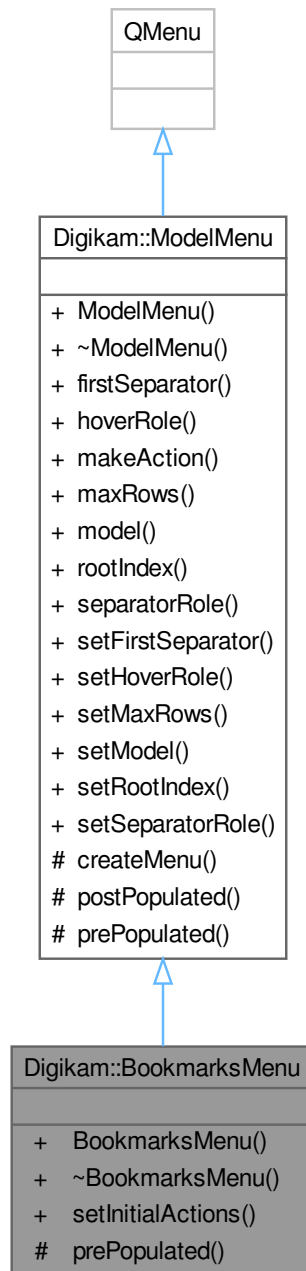 QMenu
Digikam::ModelMenu
+ ModelMenu()
+ ~ModelMenu()
+ firstSeparator()
+ hoverRole()
+ makeAction()
+ maxRows()
+ model()
+ rootIndex()
+ separatorRole()
+ setFirstSeparator()
+ setHoverRole()
+ setMaxRows()
+ setModel()
+ setRootIndex()
+ setSeparatorRole()
# createMenu()
# postPopulated()
# prePopulated()
Digikam::BookmarksMenu
+ BookmarksMenu()
+ ~BookmarksMenu()
+ setInitialActions()
# prePopulated()